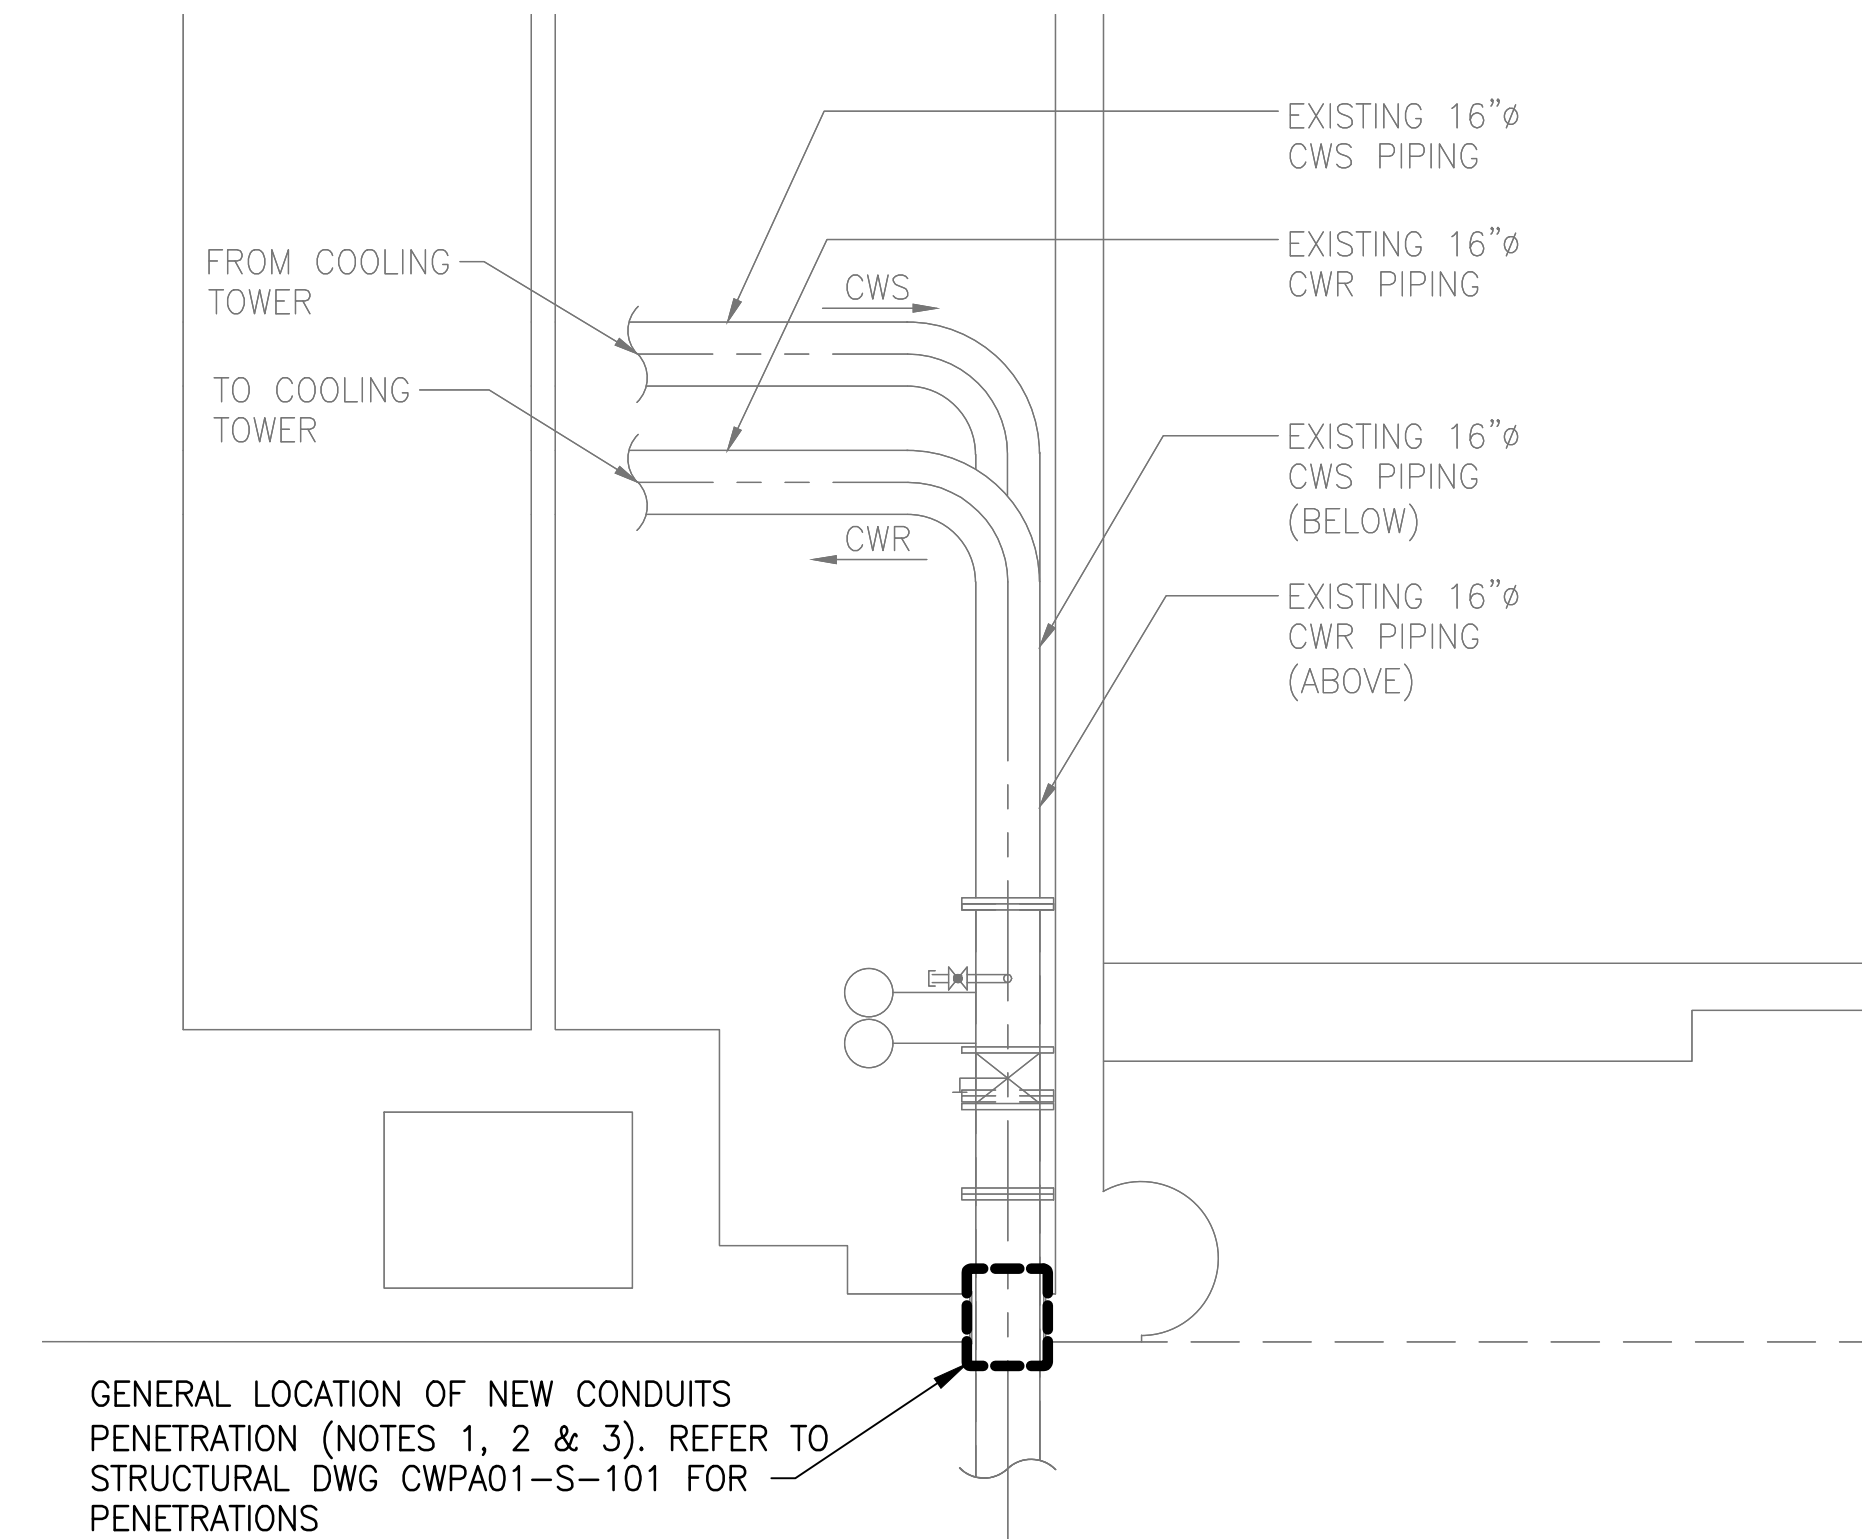 EXISTING 16"ø
CWS PIPING
EXISTING 16"ø
CWR PIPING
FROM COOLING
TOWER
CWS
TO COOLING
TOWER
EXISTING 16"ø
CWS PIPING
(BELOW)
CWR
EXISTING 16"ø
CWR PIPING
(ABOVE)
GENERAL LOCATION OF NEW CONDUITS
PENETRATION (NOTES 1, 2 & 3). REFER TO
STRUCTURAL DWG CWPA01-S-101 FOR
PENETRATIONS